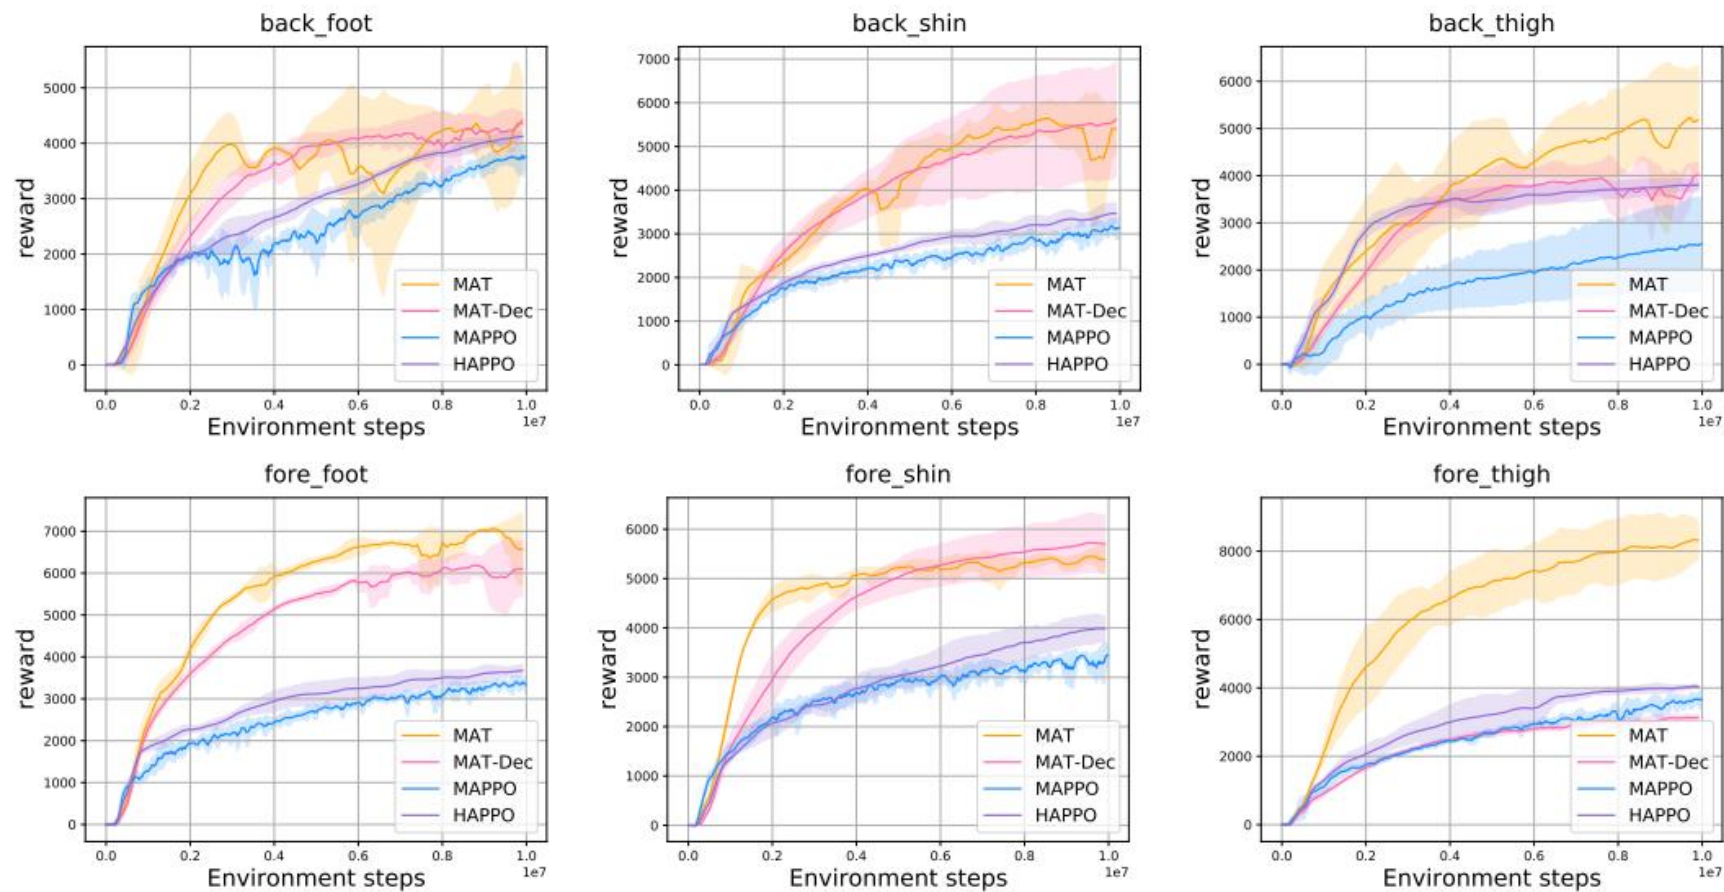 back_foot
reward
5000
4000
3000
2000
1000
0
MAT
MAT-Dec
MAPPO
HAPPO
0.0 0.2 0.4 0.6 0.8 1.0
1e7
Environment steps
back_shin
reward
7000
6000
5000
4000
3000
2000
1000
0
MAT
MAT-Dec
MAPPO
HAPPO
0.0 0.2 0.4 0.6 0.8 1.0
1e7
Environment steps
back_thigh
reward
6000
5000
4000
3000
2000
1000
0
MAT
MAT-Dec
MAPPO
HAPPO
0.0 0.2 0.4 0.6 0.8 1.0
1e7
Environment steps
fore_foot
reward
7000
6000
5000
4000
3000
2000
1000
0
MAT
MAT-Dec
MAPPO
HAPPO
0.0 0.2 0.4 0.6 0.8 1.0
1e7
Environment steps
fore_shin
reward
6000
5000
4000
3000
2000
1000
0
MAT
MAT-Dec
MAPPO
HAPPO
0.0 0.2 0.4 0.6 0.8 1.0
1e7
Environment steps
fore_thigh
reward
8000
6000
4000
2000
0
MAT
MAT-Dec
MAPPO
HAPPO
0.0 0.2 0.4 0.6 0.8 1.0
1e7
Environment steps